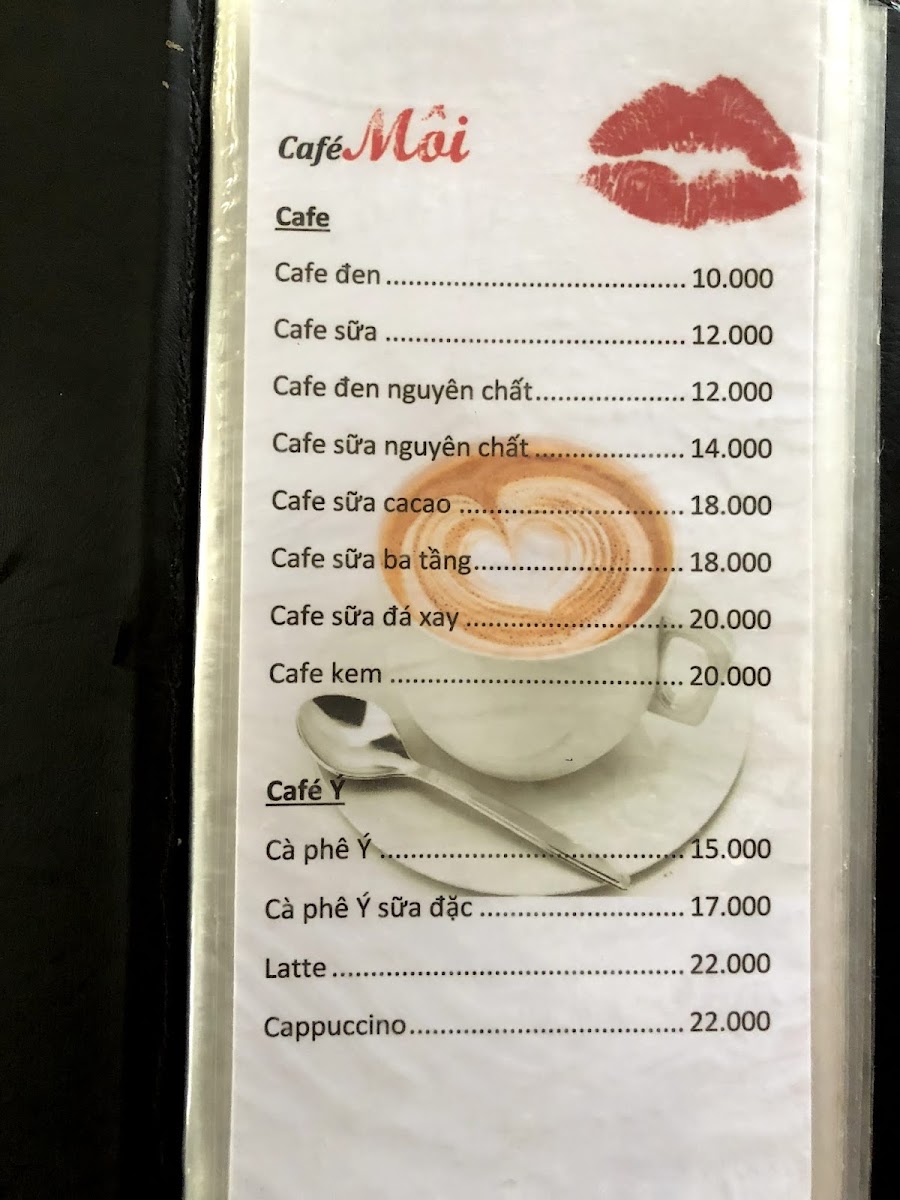 Café Môi
Cafe
Cafe đen ........................................ 10.000
Cafe sữa ........................................ 12.000
Cafe đen nguyên chất.................... 12.000
Cafe sữa nguyên chất .................... 14.000
Cafe sữa cacao .............................. 18.000
Cafe sữa ba tầng............................ 18.000
Cafe sữa đá xay ............................. 20.000
Cafe kem ....................................... 20.000
Café Ý
Cà phê Ý ........................................ 15.000
Cà phê Ý sữa đặc ........................... 17.000
Latte .............................................. 22.000
Cappuccino.................................... 22.000